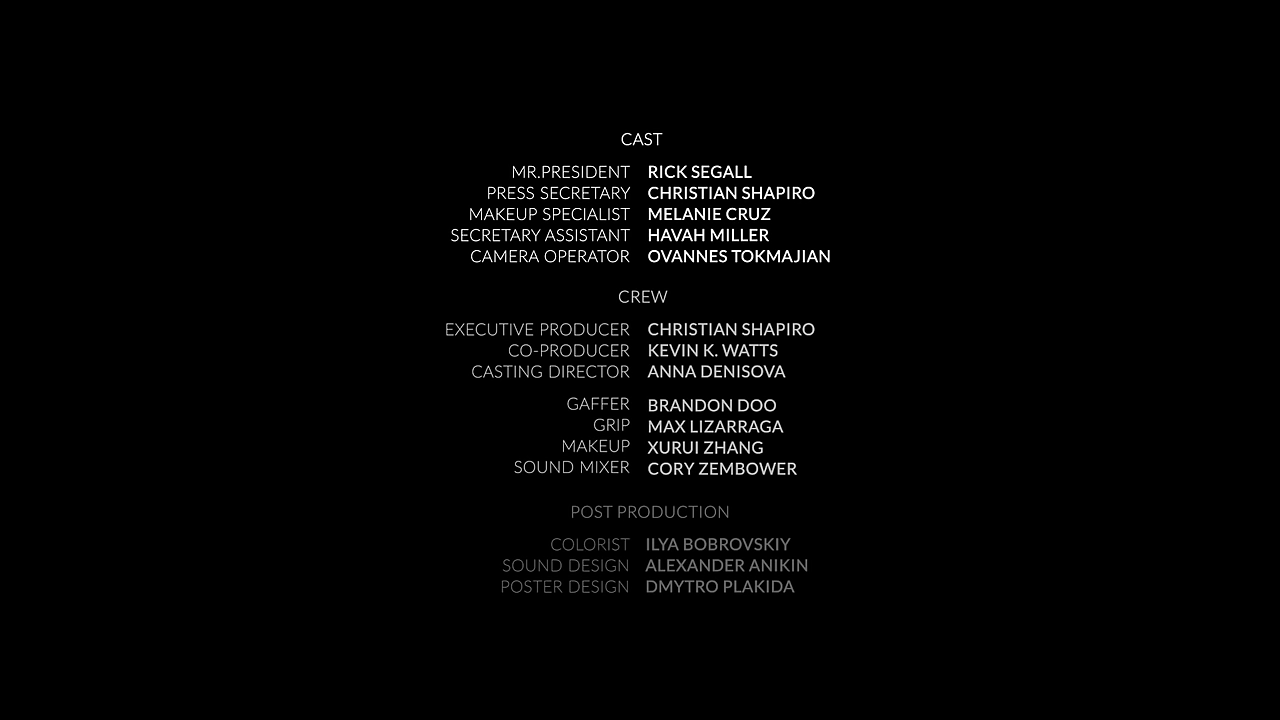 CAST
MR.PRESIDENT RICK SEGALL
PRESS SECRETARY CHRISTIAN SHAPIRO
MAKEUP SPECIALIST MELANIE CRUZ
SECRETARY ASSISTANT HAVAH MILLER
CAMERA OPERATOR OVANNES TOKMAJIAN
CREW
EXECUTIVE PRODUCER CHRISTIAN SHAPIRO
CO-PRODUCER KEVIN K. WATTS
CASTING DIRECTOR ANNA DENISOVA
GAFFER BRANDON DOO
GRIP MAX LIZARRAGA
MAKEUP XURUI ZHANG
SOUND MIXER CORY ZEMBOWER
POST PRODUCTION
COLORIST ILYA BOBROVSKIY
SOUND DESIGN ALEXANDER ANIKIN
POSTER DESIGN DMYTRO PLAKIDA